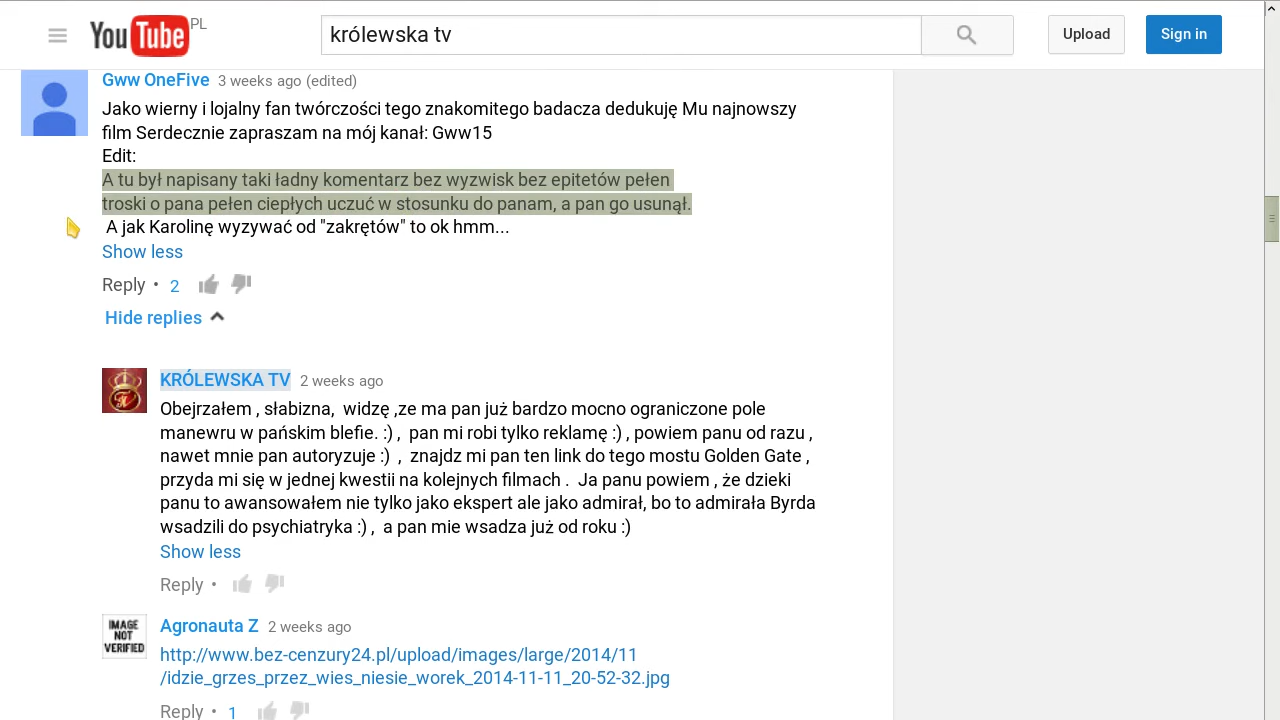 YouTube PL
królewska tv
Upload
Sign in
Gww OneFive 3 weeks ago (edited)
Jako wierny i lojalny fan twórczości tego znakomitego badacza dedukuję Mu najnowszy
film Serdecznie zapraszam na mój kanał: Gww15
Edit:
A tu był napisany taki ładny komentarz bez wyzwisk bez epitetów pełen
troski o pana pełen ciepłych uczuć w stosunku do panam, a pan go usunął.
A jak Karolinę wyzywać od "zakrętów" to ok hmm...
Show less
Reply • 2
Hide replies
KRÓLEWSKA TV 2 weeks ago
Obejrzałem , słabizna, widzę ,ze ma pan już bardzo mocno ograniczone pole
manewru w pańskim blefie. :) , pan mi robi tylko reklamę :) , powiem panu od razu ,
nawet mnie pan autoryzuje :) , znajdz mi pan ten link do tego mostu Golden Gate ,
przyda mi się w jednej kwestii na kolejnych filmach . Ja panu powiem , że dzieki
panu to awansowałem nie tylko jako ekspert ale jako admirał, bo to admirała Byrda
wsadzili do psychiatryka :) , a pan mie wsadza już od roku :)
Show less
Reply •
IMAGE
NOT
VERIFIED
Agronauta Z 2 weeks ago
http://www.bez-cenzury24.pl/upload/images/large/2014/11
/idzie_grzes_przez_wies_niesie_worek_2014-11-11_20-52-32.jpg
Reply • 1